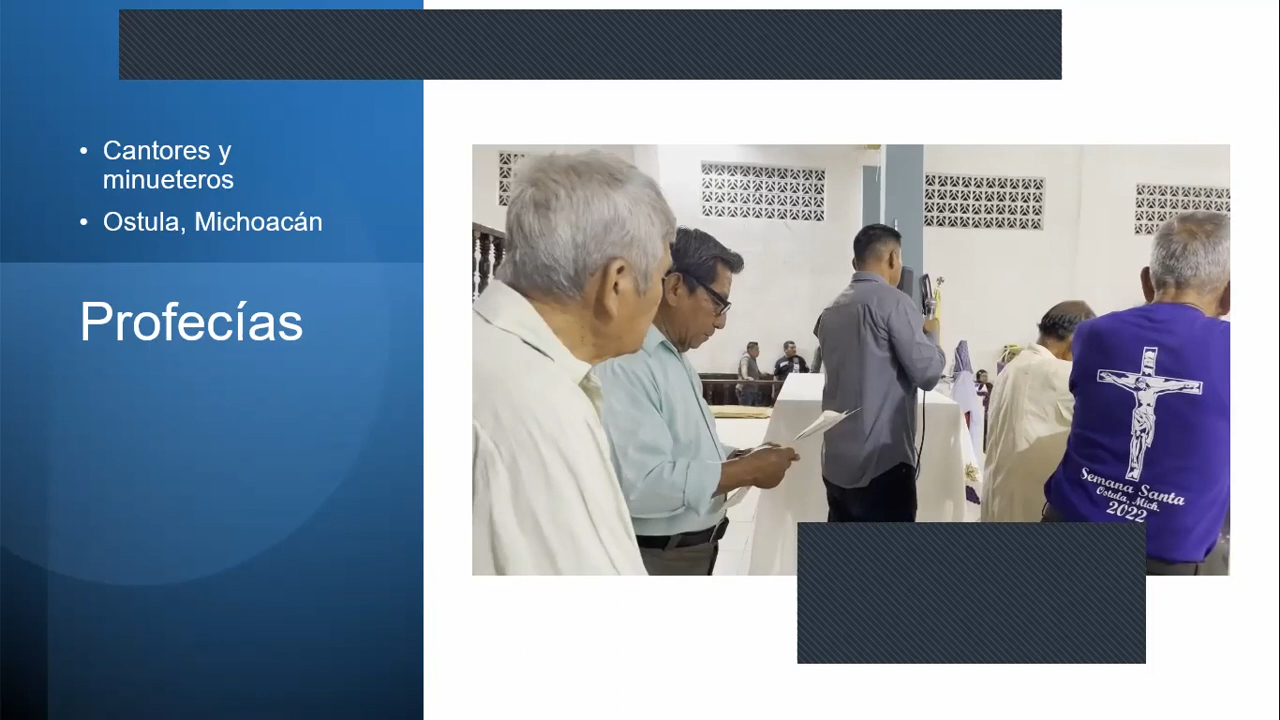 • Cantores y
minueteros
• Ostula, Michoacán
Profecías
Semana Santa
Ostula, Mich.
2022